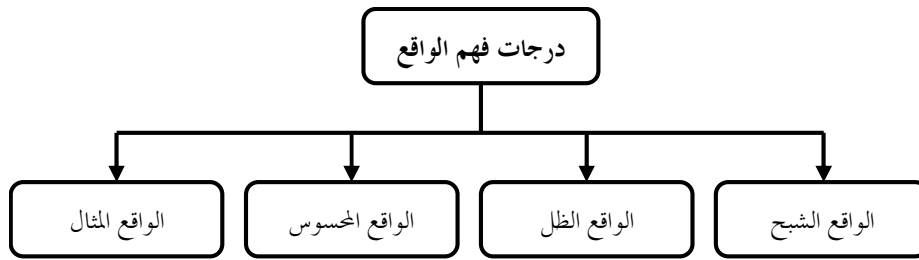 درجات فهم الواقع
الواقع الشبح
الواقع الظل
الواقع المحسوس
الواقع المثال